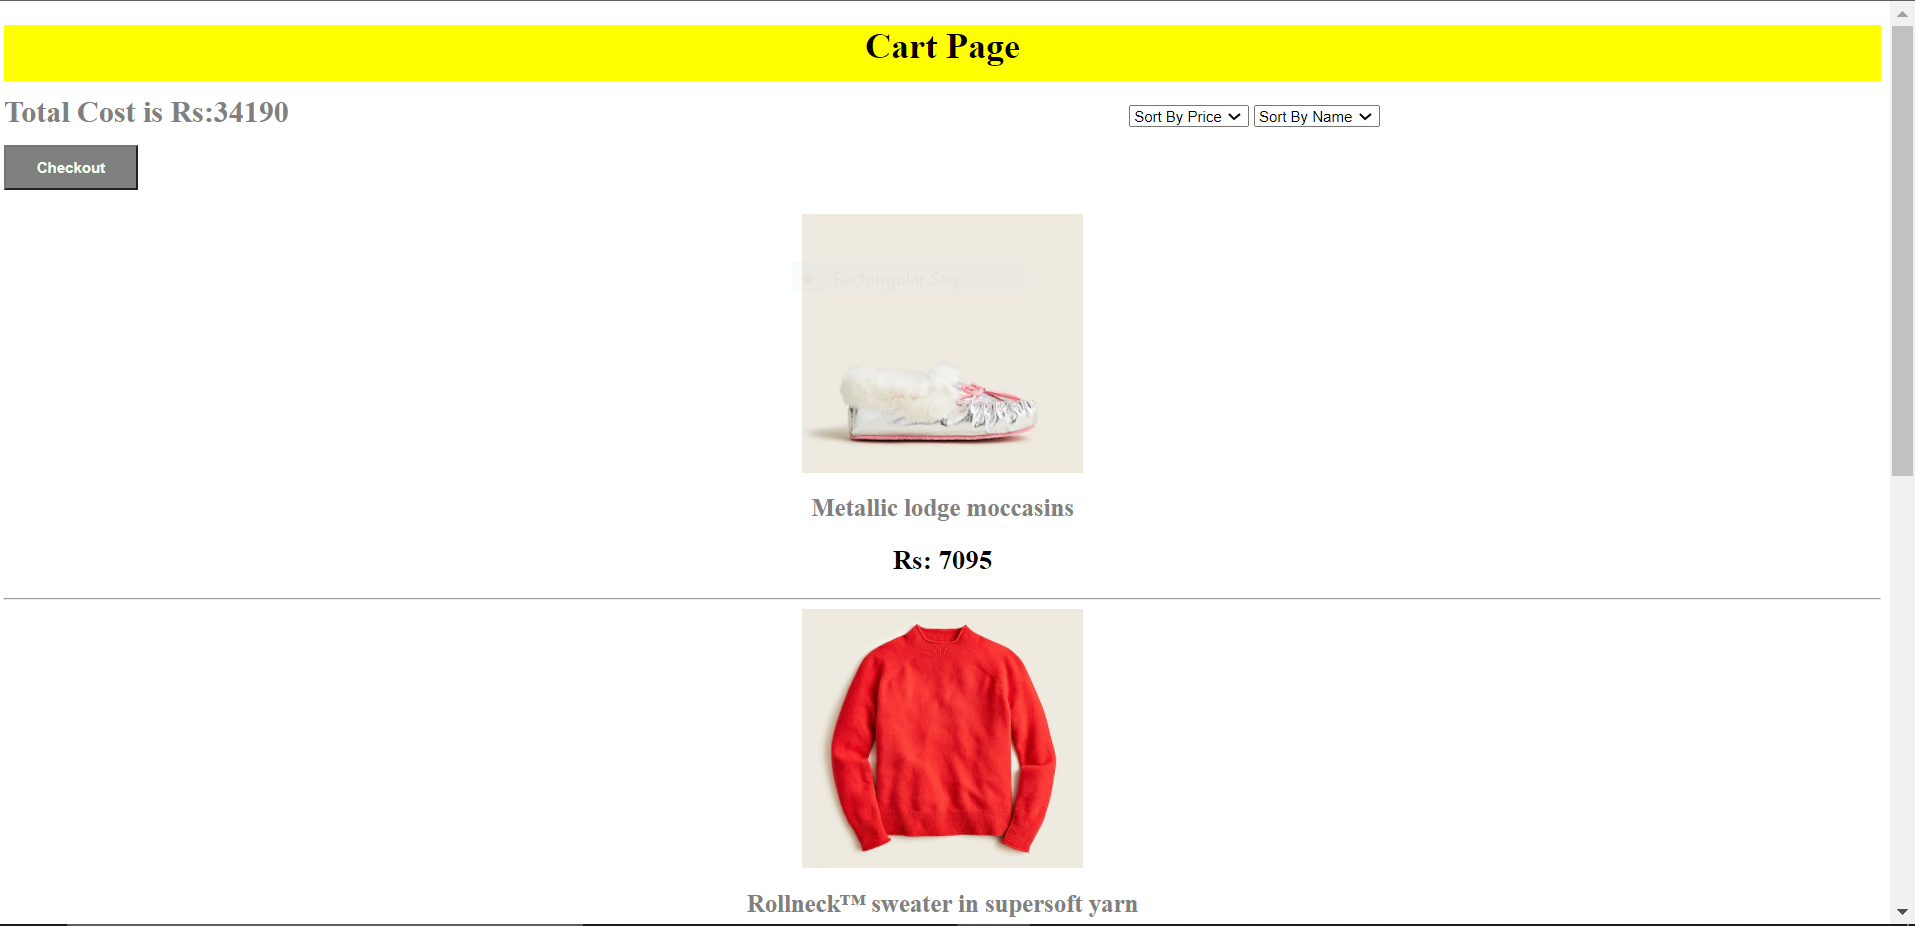 Cart Page
Total Cost is Rs:34190
Sort By Price
Sort By Name
Checkout
Rectangular Snip
Metallic lodge moccasins
Rs: 7095
Rollneck™ sweater in supersoft yarn